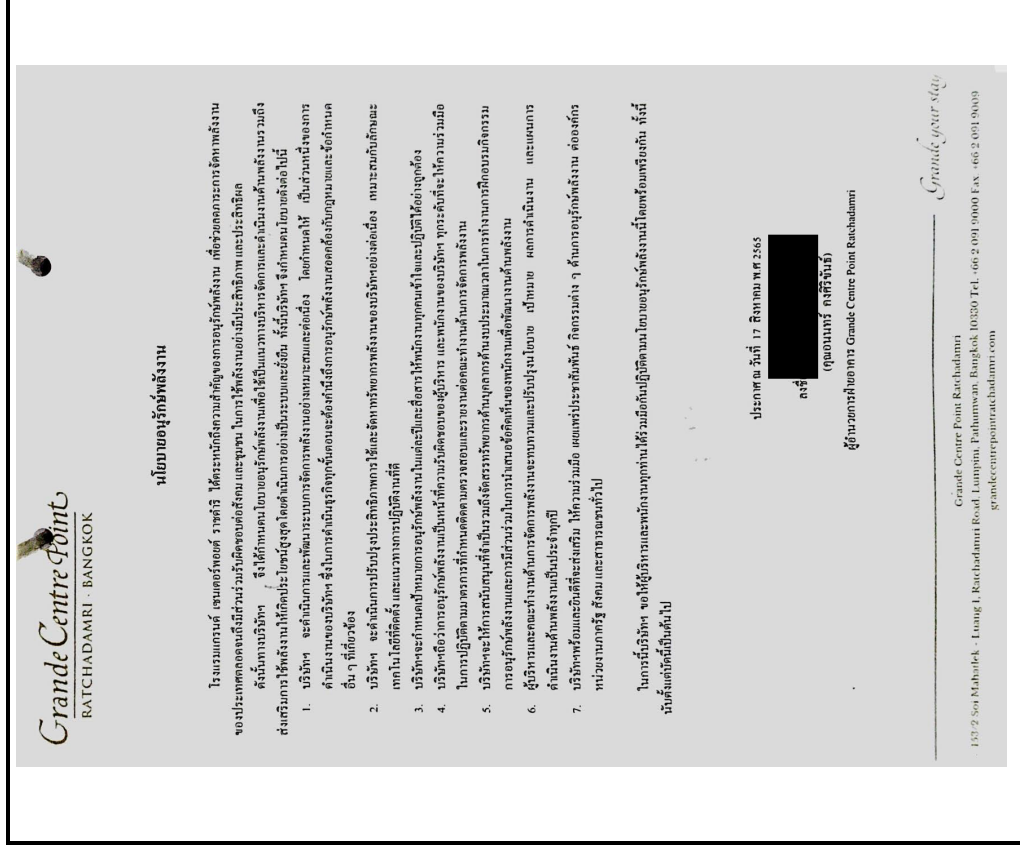 Grande Centre Point
RATCHADAMRI · BANGKOK
นโยบายอนุรักษ์พลังงาน
โรงแรมแกรนด์ เซนเตอร์พอยต์ ราชดำริ ได้ตระหนักถึงความสำคัญของการอนุรักษ์พลังงาน เพื่อช่วยลดภาระการจัดหาพลังงาน
ของประเทศตลอดจนถึงมีส่วนร่วมรับผิดชอบต่อสังคม และชุมชน ในการใช้พลังงานอย่างมีประสิทธิภาพ และประสิทธิผล
ดังนั้นทางบริษัทฯ จึงได้กำหนดนโยบายอนุรักษ์พลังงานเพื่อใช้เป็นแนวทางบริหารจัดการและดำเนินงานด้านพลังงานรวมถึง
ส่งเสริมการใช้พลังงานให้เกิดประโยชน์สูงสุดโดยดำเนินการอย่างเป็นระบบและยั่งยืน ทั้งนี้บริษัทฯ จึงกำหนดนโยบายดังต่อไปนี้
1. บริษัทฯ จะดำเนินการและพัฒนาระบบการจัดการพลังงานอย่างเหมาะสมและต่อเนื่อง โดยกำหนดให้ เป็นส่วนหนึ่งของการ
ดำเนินงานของบริษัทฯ ซึ่งในการดำเนินธุรกิจทุกขั้นตอนจะต้องคำนึงถึงการอนุรักษ์พลังงานสอดคล้องกับกฎหมายและข้อกำหนด
อื่น ๆ ที่เกี่ยวข้อง
2. บริษัทฯ จะดำเนินการปรับปรุงประสิทธิภาพการใช้และจัดหาทรัพยากรพลังงานของบริษัทฯอย่างต่อเนื่อง เหมาะสมกับลักษณะ
เทคโนโลยีที่ติดตั้ง และแนวทางการปฏิบัติงานที่ดี
3. บริษัทฯจะกำหนดเป้าหมายการอนุรักษ์พลังงานในแต่ละปีและสื่อสารให้พนักงานทุกคนเข้าใจและปฏิบัติได้อย่างถูกต้อง
4. บริษัทฯถือว่าการอนุรักษ์พลังงานเป็นหน้าที่ความรับผิดชอบของผู้บริหาร และพนักงานของบริษัทฯ ทุกระดับที่จะให้ความร่วมมือ
ในการปฏิบัติตามมาตรการที่กำหนดติดตามตรวจสอบและรายงานต่อคณะทำงานด้านการจัดการพลังงาน
5. บริษัทฯจะให้การสนับสนุนที่จำเป็นรวมถึงจัดสรรทรัพยากรด้านบุคลากรด้านงบประมาณเวลาในการทำงานการฝึกอบรมกิจกรรม
การอนุรักษ์พลังงานและการมีส่วนร่วมในการนำเสนอข้อคิดเห็นของพนักงานเพื่อพัฒนางานด้านพลังงาน
6. ผู้บริหารและคณะทำงานด้านการจัดการพลังงานจะทบทวนและปรับปรุงนโยบาย เป้าหมาย ผลการดำเนินงาน และแผนการ
ดำเนินงานด้านพลังงานเป็นประจำทุกปี
7. บริษัทฯพร้อมและยินดีที่จะส่งเสริม ให้ความร่วมมือ เผยแพร่ประชาสัมพันธ์ กิจกรรมต่าง ๆ ด้านการอนุรักษ์พลังงาน ต่อองค์กร
หน่วยงานภาครัฐ สังคม และสาธารณชนทั่วไป
ในการนี้บริษัทฯ ขอให้ผู้บริหารและพนักงานทุกท่านได้ร่วมมือกันปฏิบัติตามนโยบายอนุรักษ์พลังงานนี้โดยพร้อมเพรียงกัน ทั้งนี้
นับตั้งแต่บัดนี้เป็นต้นไป
ประกาศ ณ วันที่ 17 สิงหาคม พ.ศ 2565
ลงชื่
(คุณอนนทร์ คงศิริขันธ์)
ผู้อำนวยการฝ่ายอาคาร Grande Centre Point Ratchadamri
Grande your stay
Grande Centre Point Ratchadamri
153/2 Soi Mahadlek - Luang 1, Ratchadamri Road, Lumpini, Pathumwan, Bangkok 10330 Tel. +66 2 091 9000 Fax +66 2 091 9009
grandecentrepointratchadamri.com